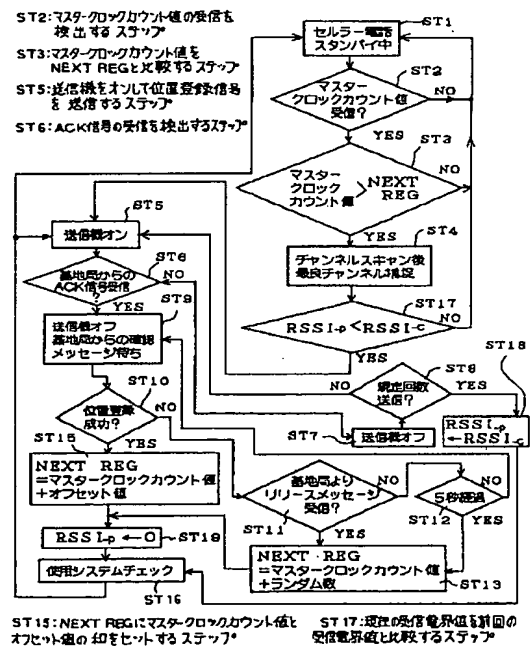 ST2:マスタークロックカウント値の受信を
検出するステップ
ST3:マスタークロックカウント値を
NEXT REGと比較するステップ
ST5:送信機をオンして位置登録信号
を送信するステップ
ST6:ACK信号の受信を検出するステップ
ST1
セルラー電話
スタンバイ中
ST2
マスター
クロックカウント値
受信?
NO
YES
ST3
マスター
クロック
カウント値
>
NEXT
REG
NO
YES
ST4
チャンネルスキャン後
最良チャンネル捕捉
ST17
RSSI-p<RSSI-c
NO
YES
ST5
送信機オン
ST6
基地局からの
ACK信号受信
?
NO
YES
ST9
送信機オフ
基地局からの確認
メッセージ待ち
ST8
規定回数
送信?
NO
YES
ST7
送信機オフ
ST18
RSSI-p
←RSSI-c
ST10
位置登録
成功?
NO
YES
ST15
NEXT REG
=マスタークロックカウント値
+オフセット値
ST11
基地局より
リリースメッセージ
受信?
NO
YES
ST12
5秒経過
NO
YES
ST13
NEXT・REG
=マスタークロックカウント値
+ランダム数
RSSI-p←0
ST19
使用システムチェック
ST16
ST15:NEXT REGにマスタークロックカウント値と
オフセット値の和をセットするステップ
ST17:現在の受信電界値を前回の
受信電界値と比較するステップ